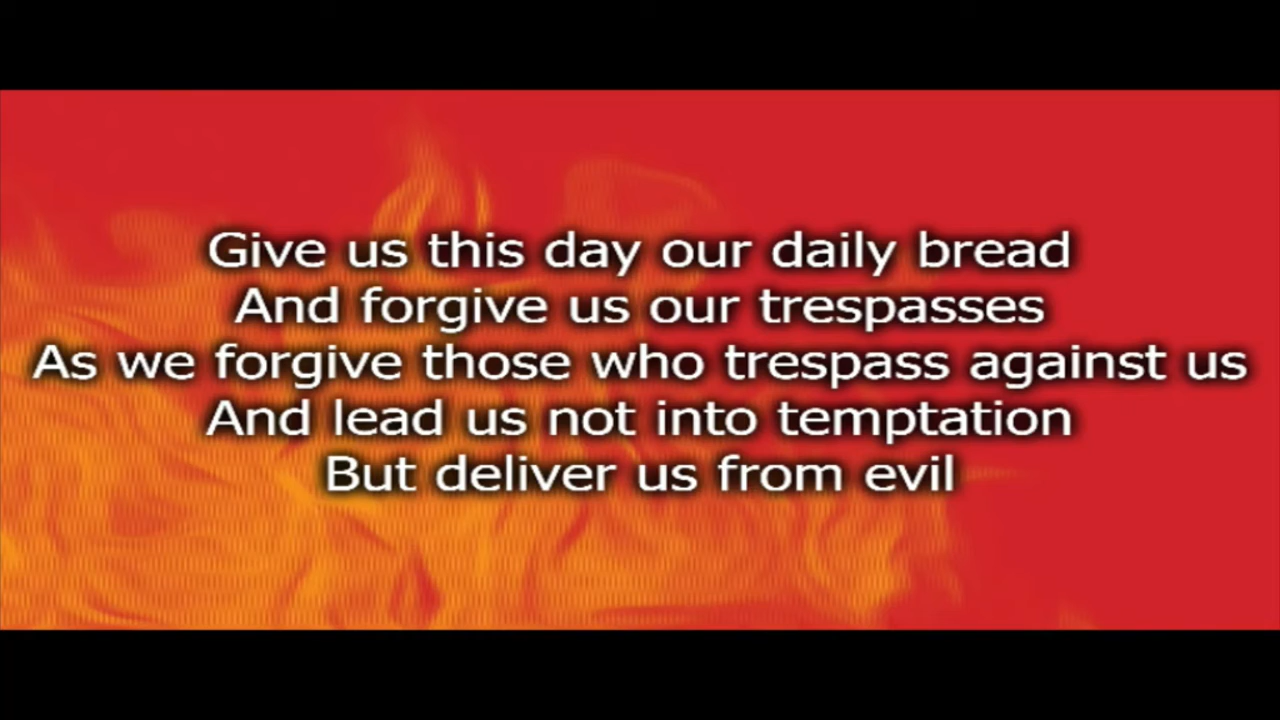 Give us this day our daily bread
And forgive us our trespasses
As we forgive those who trespass against us
And lead us not into temptation
But deliver us from evil